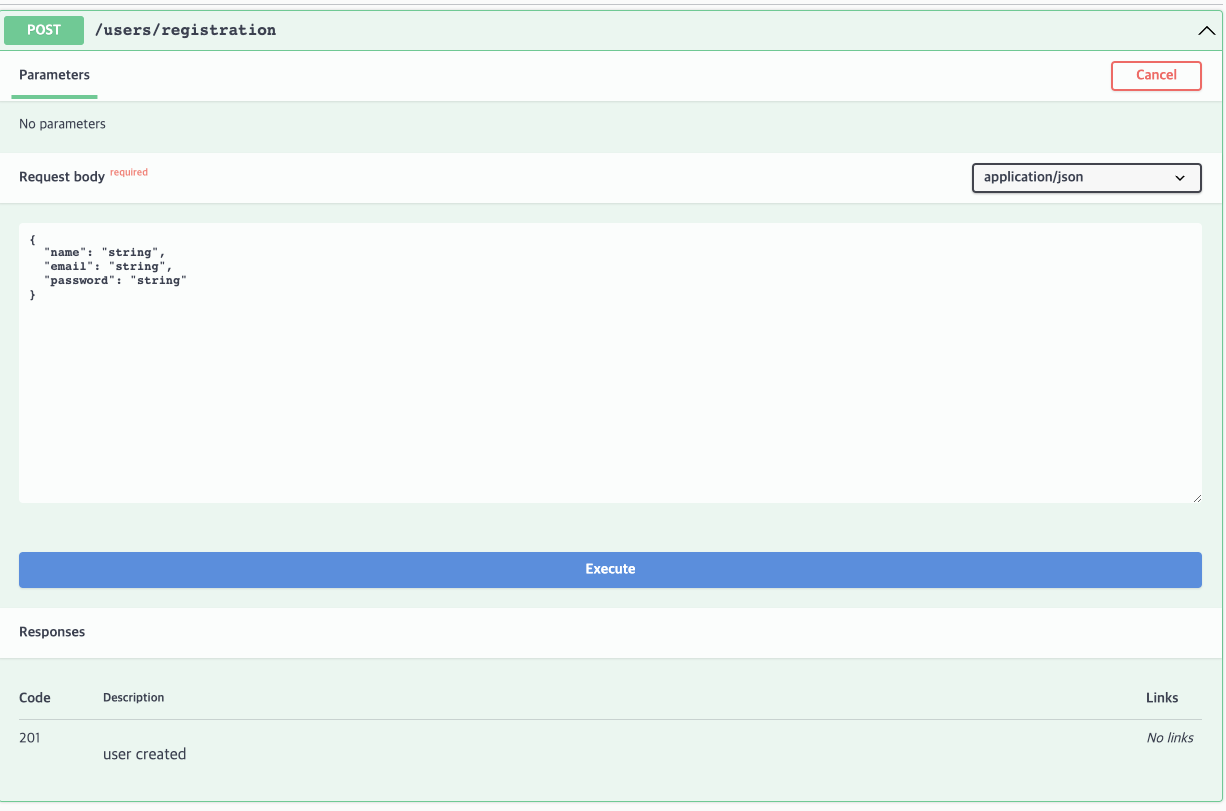 POST /users/registration
Parameters
Cancel
No parameters
Request body required
application/json
{
  "name": "string",
  "email": "string",
  "password": "string"
}
Execute
Responses
Code Description Links
201 No links
user created